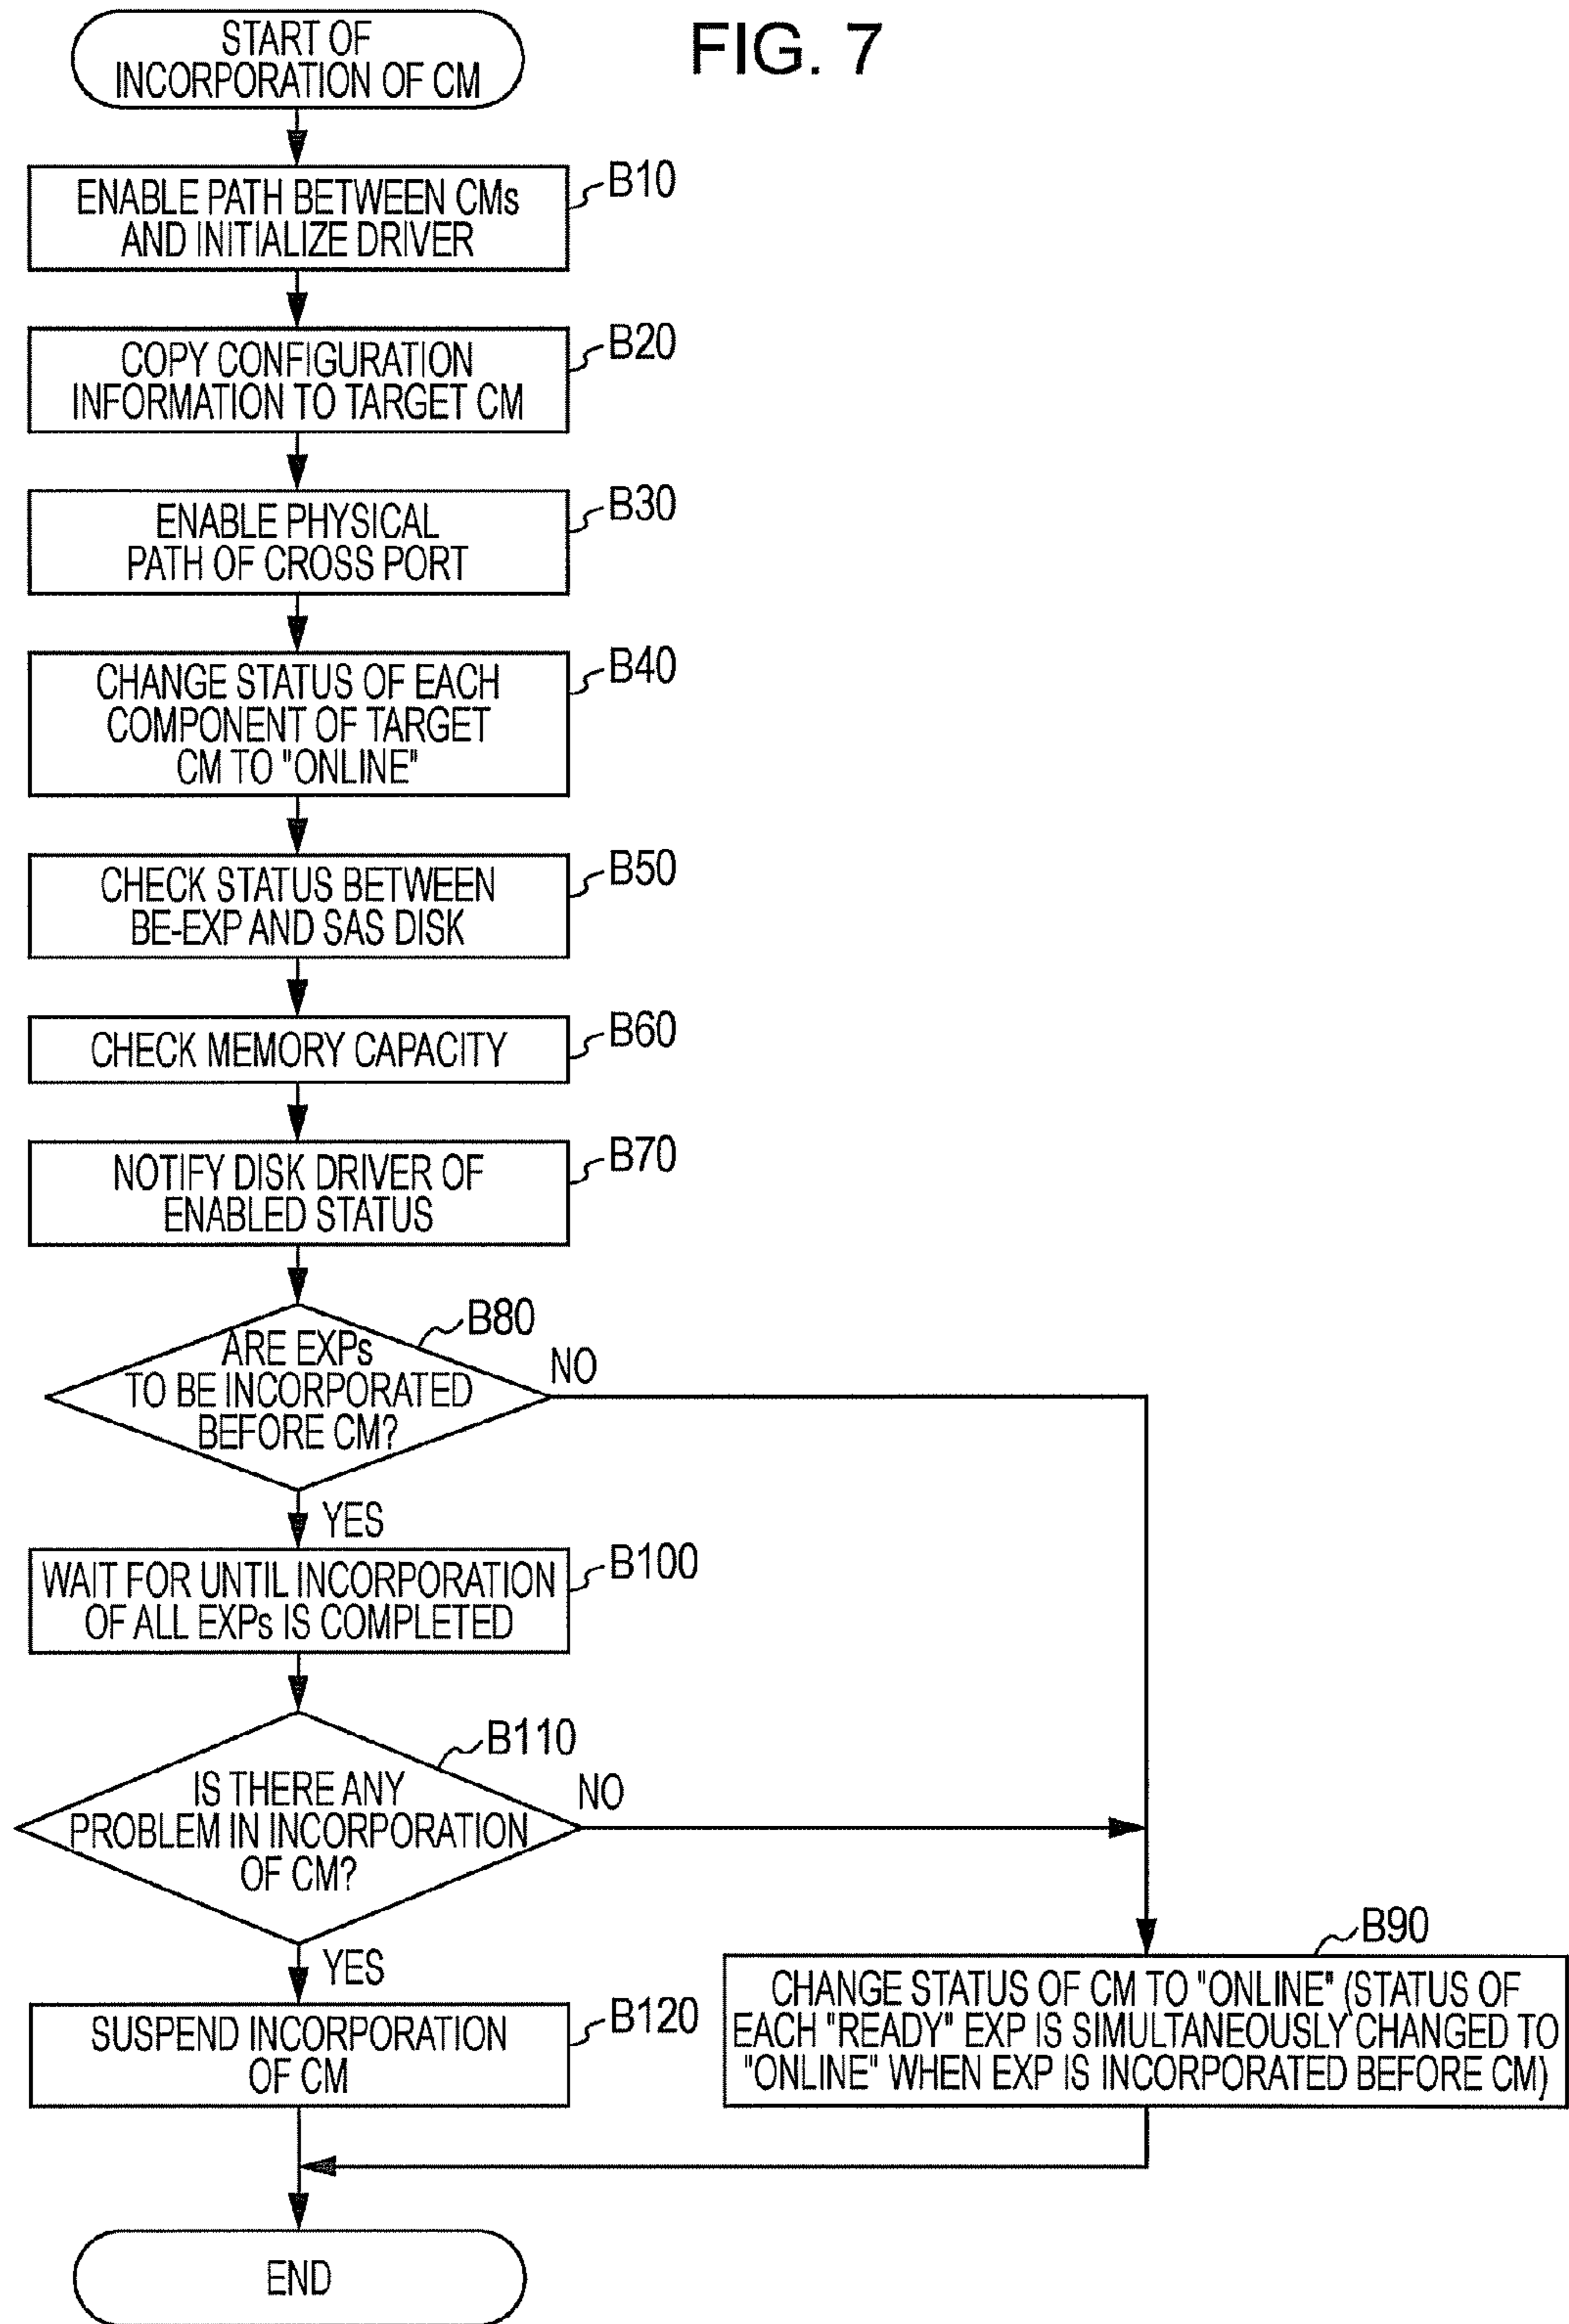 FIG. 7
START OF
INCORPORATION OF CM
B10
ENABLE PATH BETWEEN CMs
AND INITIALIZE DRIVER
B20
COPY CONFIGURATION
INFORMATION TO TARGET CM
B30
ENABLE PHYSICAL
PATH OF CROSS PORT
B40
CHANGE STATUS OF EACH
COMPONENT OF TARGET
CM TO "ONLINE"
B50
CHECK STATUS BETWEEN
BE-EXP AND SAS DISK
B60
CHECK MEMORY CAPACITY
B70
NOTIFY DISK DRIVER OF
ENABLED STATUS
B80
ARE EXPs
TO BE INCORPORATED
BEFORE CM?
NO
YES
B100
WAIT FOR UNTIL INCORPORATION
OF ALL EXPs IS COMPLETED
B110
IS THERE ANY
PROBLEM IN INCORPORATION
OF CM?
NO
YES
B120
SUSPEND INCORPORATION
OF CM
B90
CHANGE STATUS OF CM TO "ONLINE" (STATUS OF
EACH "READY" EXP IS SIMULTANEOUSLY CHANGED TO
"ONLINE" WHEN EXP IS INCORPORATED BEFORE CM)
END